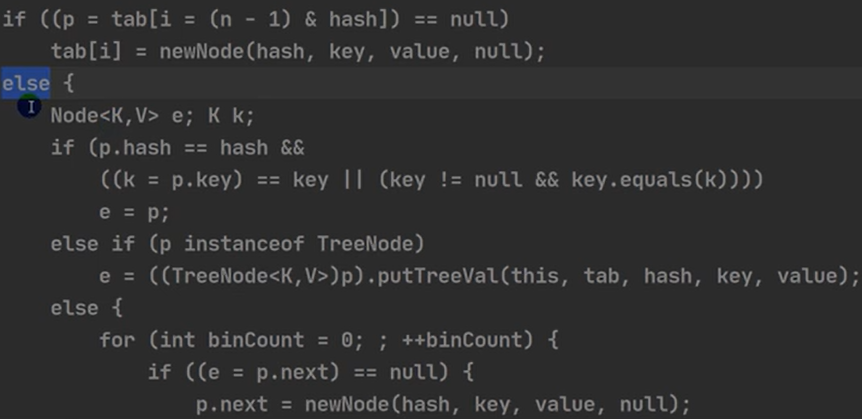 if ((p = tab[i = (n - 1) & hash]) == null)
tab[i] = newNode(hash, key, value, null);
else {
Node<K,V> e; K k;
if (p.hash == hash &&
((k = p.key) == key || (key != null && key.equals(k))))
e = p;
else if (p instanceof TreeNode)
e = ((TreeNode<K,V>)p).putTreeVal(this, tab, hash, key, value);
else {
for (int binCount = 0; ; ++binCount) {
if ((e = p.next) == null) {
p.next = newNode(hash, key, value, null);